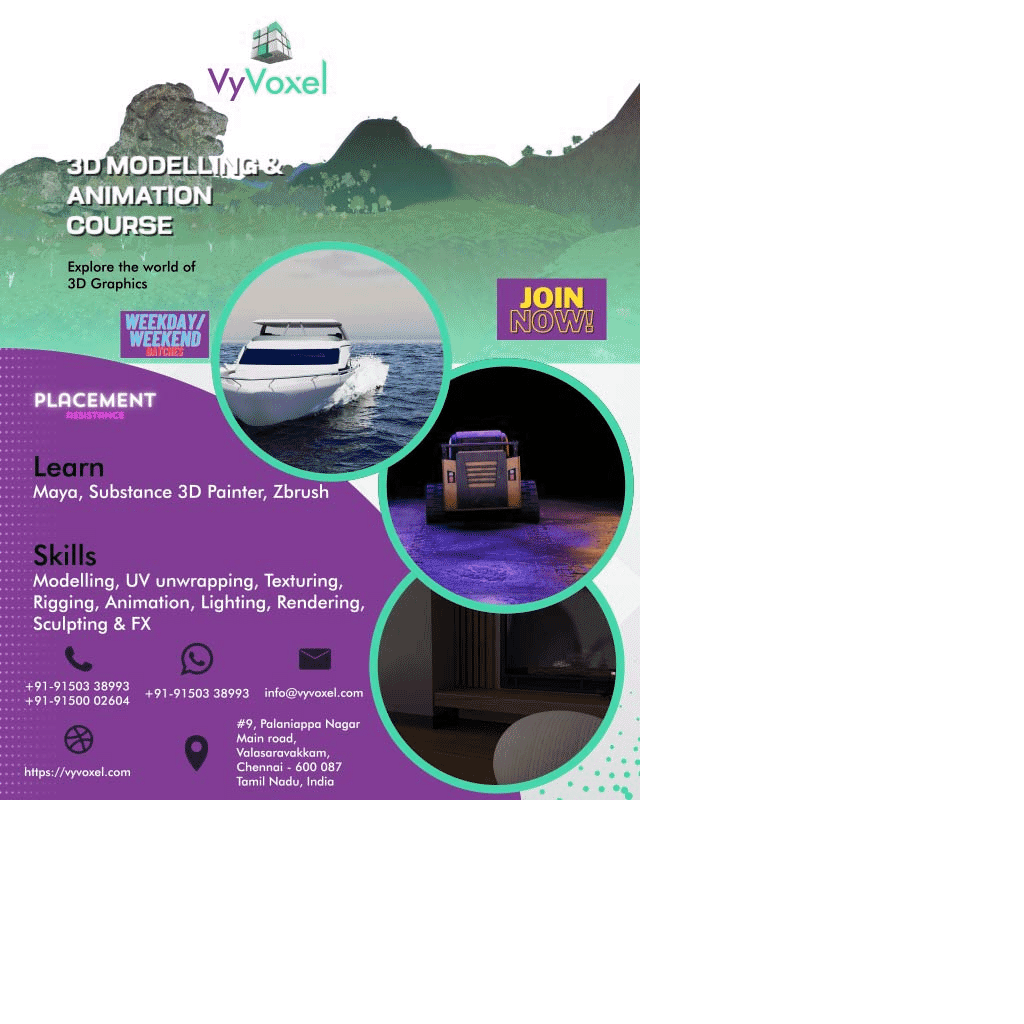 VyVoxel
3D MODELLING &
ANIMATION
COURSE
Explore the world of
3D Graphics
WEEKDAY/
WEEKEND
BATCHES
JOIN
NOW!
PLACEMENT
Learn
Maya, Substance 3D Painter, Zbrush
Skills
Modelling, UV unwrapping, Texturing,
Rigging, Animation, Lighting, Rendering,
Sculpting & FX
+91-91503 38993
+91-91500 02604
+91-91503 38993
info@vyvoxel.com
https://vyvoxel.com
#9, Palaniappa Nagar
Main road,
Valasaravakkam,
Chennai - 600 087
Tamil Nadu, India